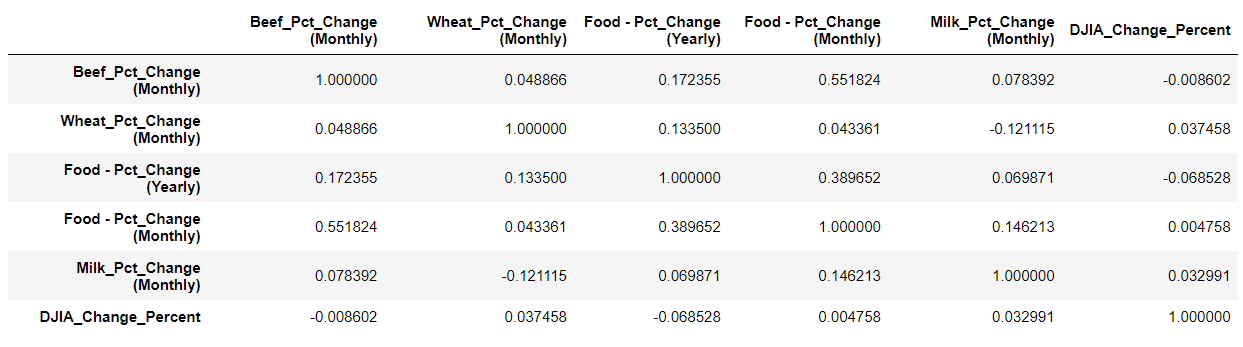 Beef_Pct_Change (Monthly) Wheat_Pct_Change (Monthly) Food - Pct_Change (Yearly) Food - Pct_Change (Monthly) Milk_Pct_Change (Monthly) DJIA_Change_Percent
Beef_Pct_Change (Monthly) 1.000000 0.048866 0.172355 0.551824 0.078392 -0.008602
Wheat_Pct_Change (Monthly) 0.048866 1.000000 0.133500 0.043361 -0.121115 0.037458
Food - Pct_Change (Yearly) 0.172355 0.133500 1.000000 0.389652 0.069871 -0.068528
Food - Pct_Change (Monthly) 0.551824 0.043361 0.389652 1.000000 0.146213 0.004758
Milk_Pct_Change (Monthly) 0.078392 -0.121115 0.069871 0.146213 1.000000 0.032991
DJIA_Change_Percent -0.008602 0.037458 -0.068528 0.004758 0.032991 1.000000